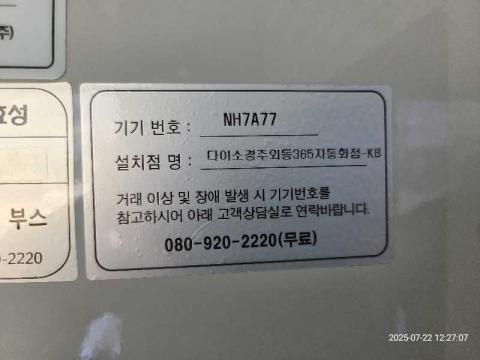 주)
효성
부스
0-2220
기기 번호 : NH7A77
설치점 명 : 다이소경주외동365자동화점-KB
거래 이상 및 장애 발생 시 기기번호를
참고하시어 아래 고객상담실로 연락바랍니다.
080-920-2220(무료)
2025-07-22 12:27:07